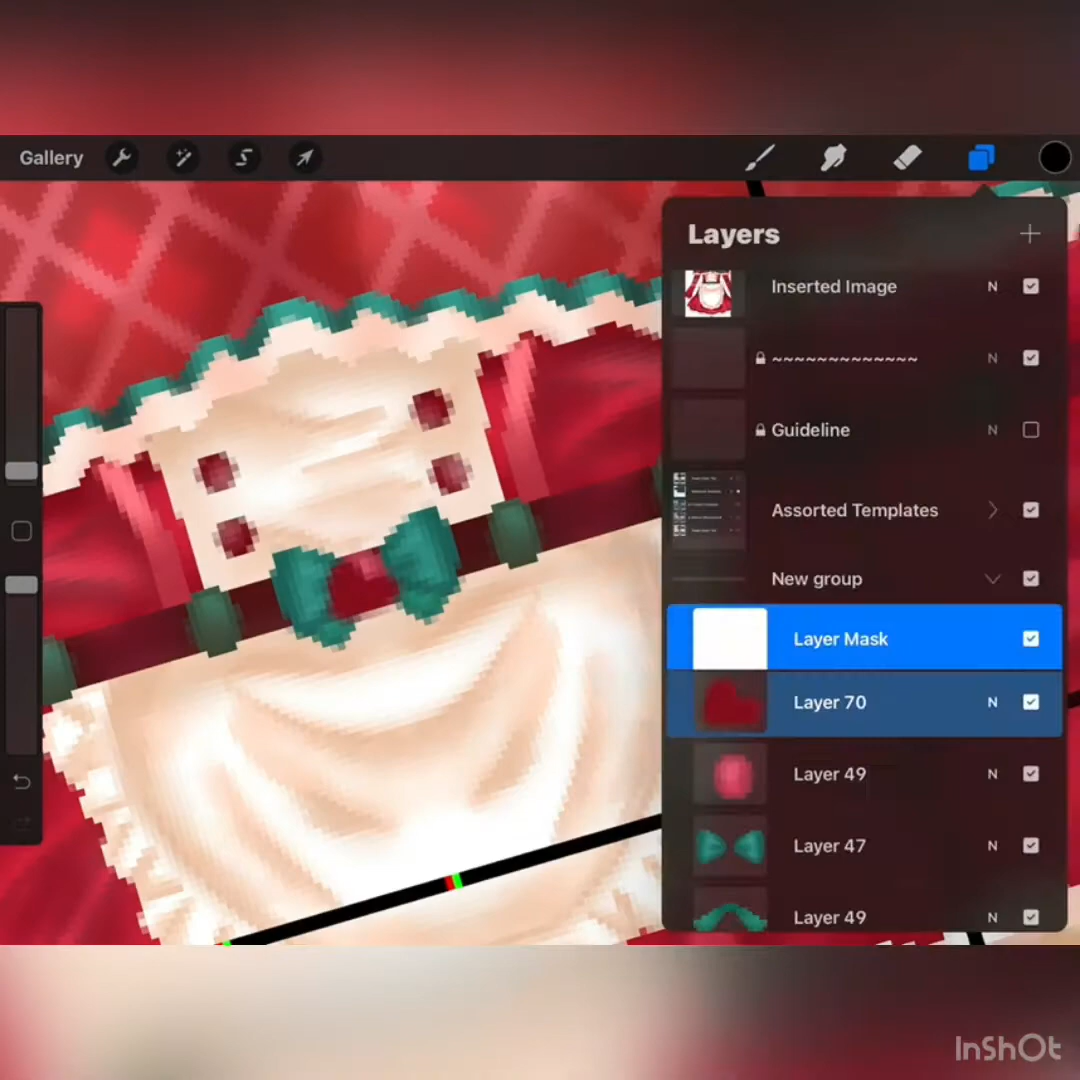 Gallery
Layers
Inserted Image N
~~~~~~~~~~~~~ N
Guideline N
Assorted Templates
New group
Layer Mask
Layer 70 N
Layer 49 N
Layer 47 N
Layer 49 N
InShOt